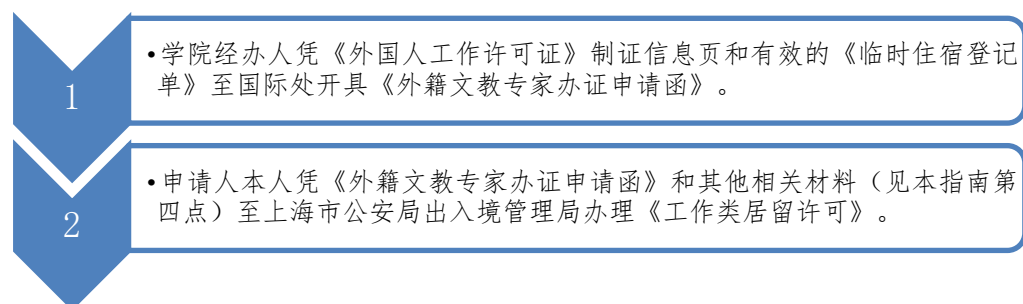 1
•学院经办人凭《外国人工作许可证》制证信息页和有效的《临时住宿登记
单》至国际处开具《外籍文教专家办证申请函》。
2
•申请人本人凭《外籍文教专家办证申请函》和其他相关材料（见本指南第
四点）至上海市公安局出入境管理局办理《工作类居留许可》。